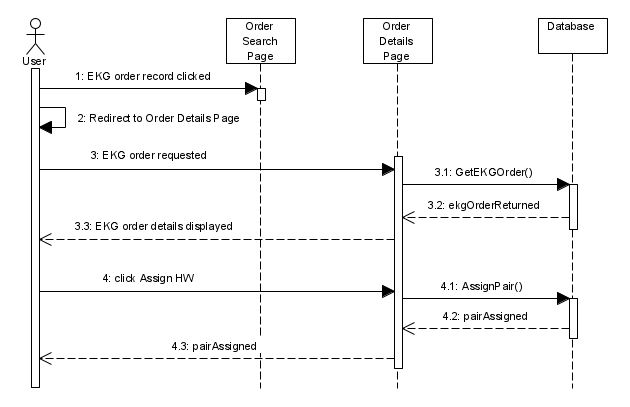 Order
Search
Page
Order
Details
Page
Database
User
1: EKG order record clicked
2: Redirect to Order Details Page
3: EKG order requested
3.1: GetEKGOrder()
3.2: ekgOrderReturned
3.3: EKG order details displayed
4: click Assign HW
4.1: AssignPair()
4.2: pairAssigned
4.3: pairAssigned